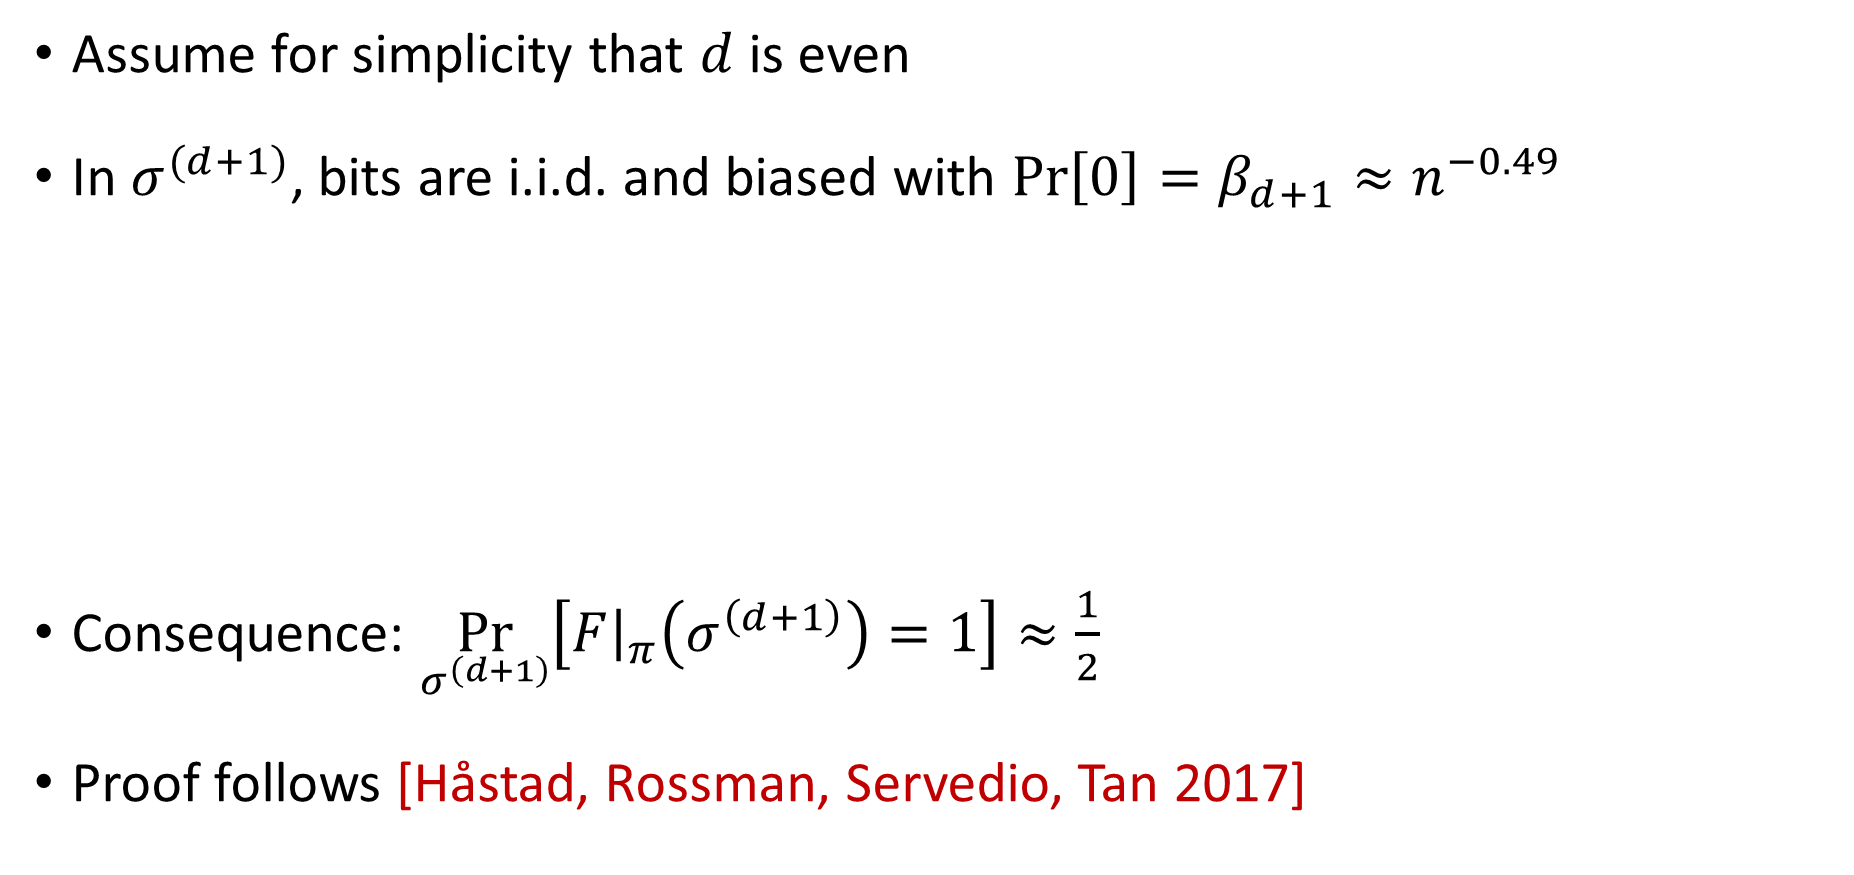 • Assume for simplicity that 𝑑 is even
• In 𝜎^(𝑑+1), bits are i.i.d. and biased with Pr[0] = 𝛽_{𝑑+1} ≈ 𝑛^{−0.49}
• Consequence: Pr_{𝜎^(𝑑+1)}[𝐹|_𝜋(𝜎^(𝑑+1)) = 1] ≈ 1/2
• Proof follows [Håstad, Rossman, Servedio, Tan 2017]